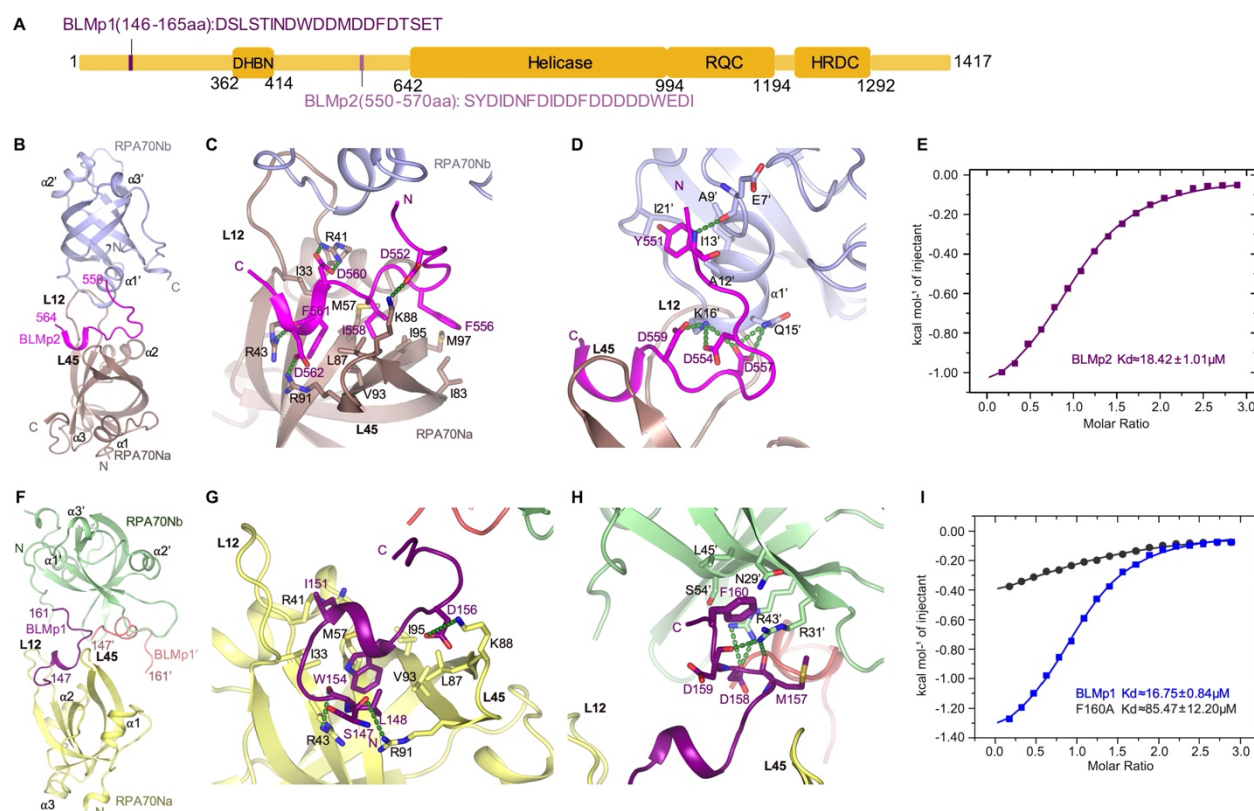 A
BLMp1(146-165aa):DSLSTINDWDDMDDFDTSET
1
DHBN
Helicase
RQC
HRDC
1417
362
414
642
994
1194
1292
BLMp2(550-570aa): SYDIDNFDIDDFDDDDDWEDI
B
RPA70Nb
α2'
α3'
N
C
550
α1'
L12
564
BLMp2
L45
α2
C
α3
α1
N
RPA70Na
C
RPA70Nb
N
L12
R41
D552
C
I33
D560
M57
K88
F561
I558
F556
R43
I95
M97
L87
D562
V93
R91
I83
L45
RPA70Na
D
N
A9'
E7'
I21'
Y551
I13'
A12'
α1'
L12
K16'
D559
Q15'
C
L45
D554
D557
E
0.00
-0.20
-0.40
-0.60
-0.80
-1.00
kcal mol-¹ of injectant
BLMp2 Kd≈18.42±1.01µM
0.0 0.5 1.0 1.5 2.0 2.5 3.0
Molar Ratio
F
α3'
RPA70Nb
N
α1'
α2'
161
BLMp1
L12
147'
L45
BLMp1'
147
161'
α2
α1
α3
N
RPA70Na
G
L12
C
I151
R41
D156
M57
I95
I33
K88
V93
L87
W154
L45
L148
S147
R43
N
R91
H
L45'
N29'
S54'
F160
R43'
C
R31'
D159
D158
M157
L12
L45
I
0.00
-0.20
-0.40
-0.60
-0.80
-1.00
-1.20
-1.40
kcal mol-¹ of injectant
BLMp1 Kd≈16.75±0.84µM
F160A Kd≈85.47±12.20µM
0.0 0.5 1.0 1.5 2.0 2.5 3.0
Molar Ratio